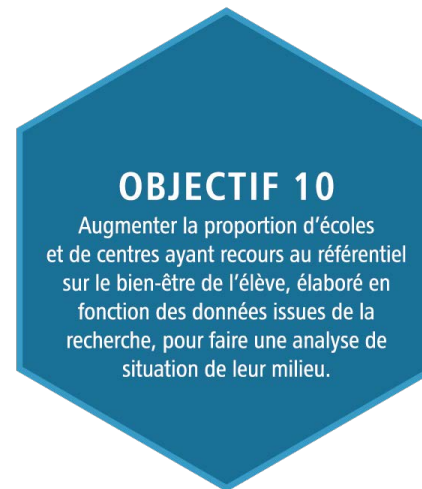 OBJECTIF 10
Augmenter la proportion d’écoles
et de centres ayant recours au référentiel
sur le bien-être de l’élève, élaboré en
fonction des données issues de la
recherche, pour faire une analyse de
situation de leur milieu.